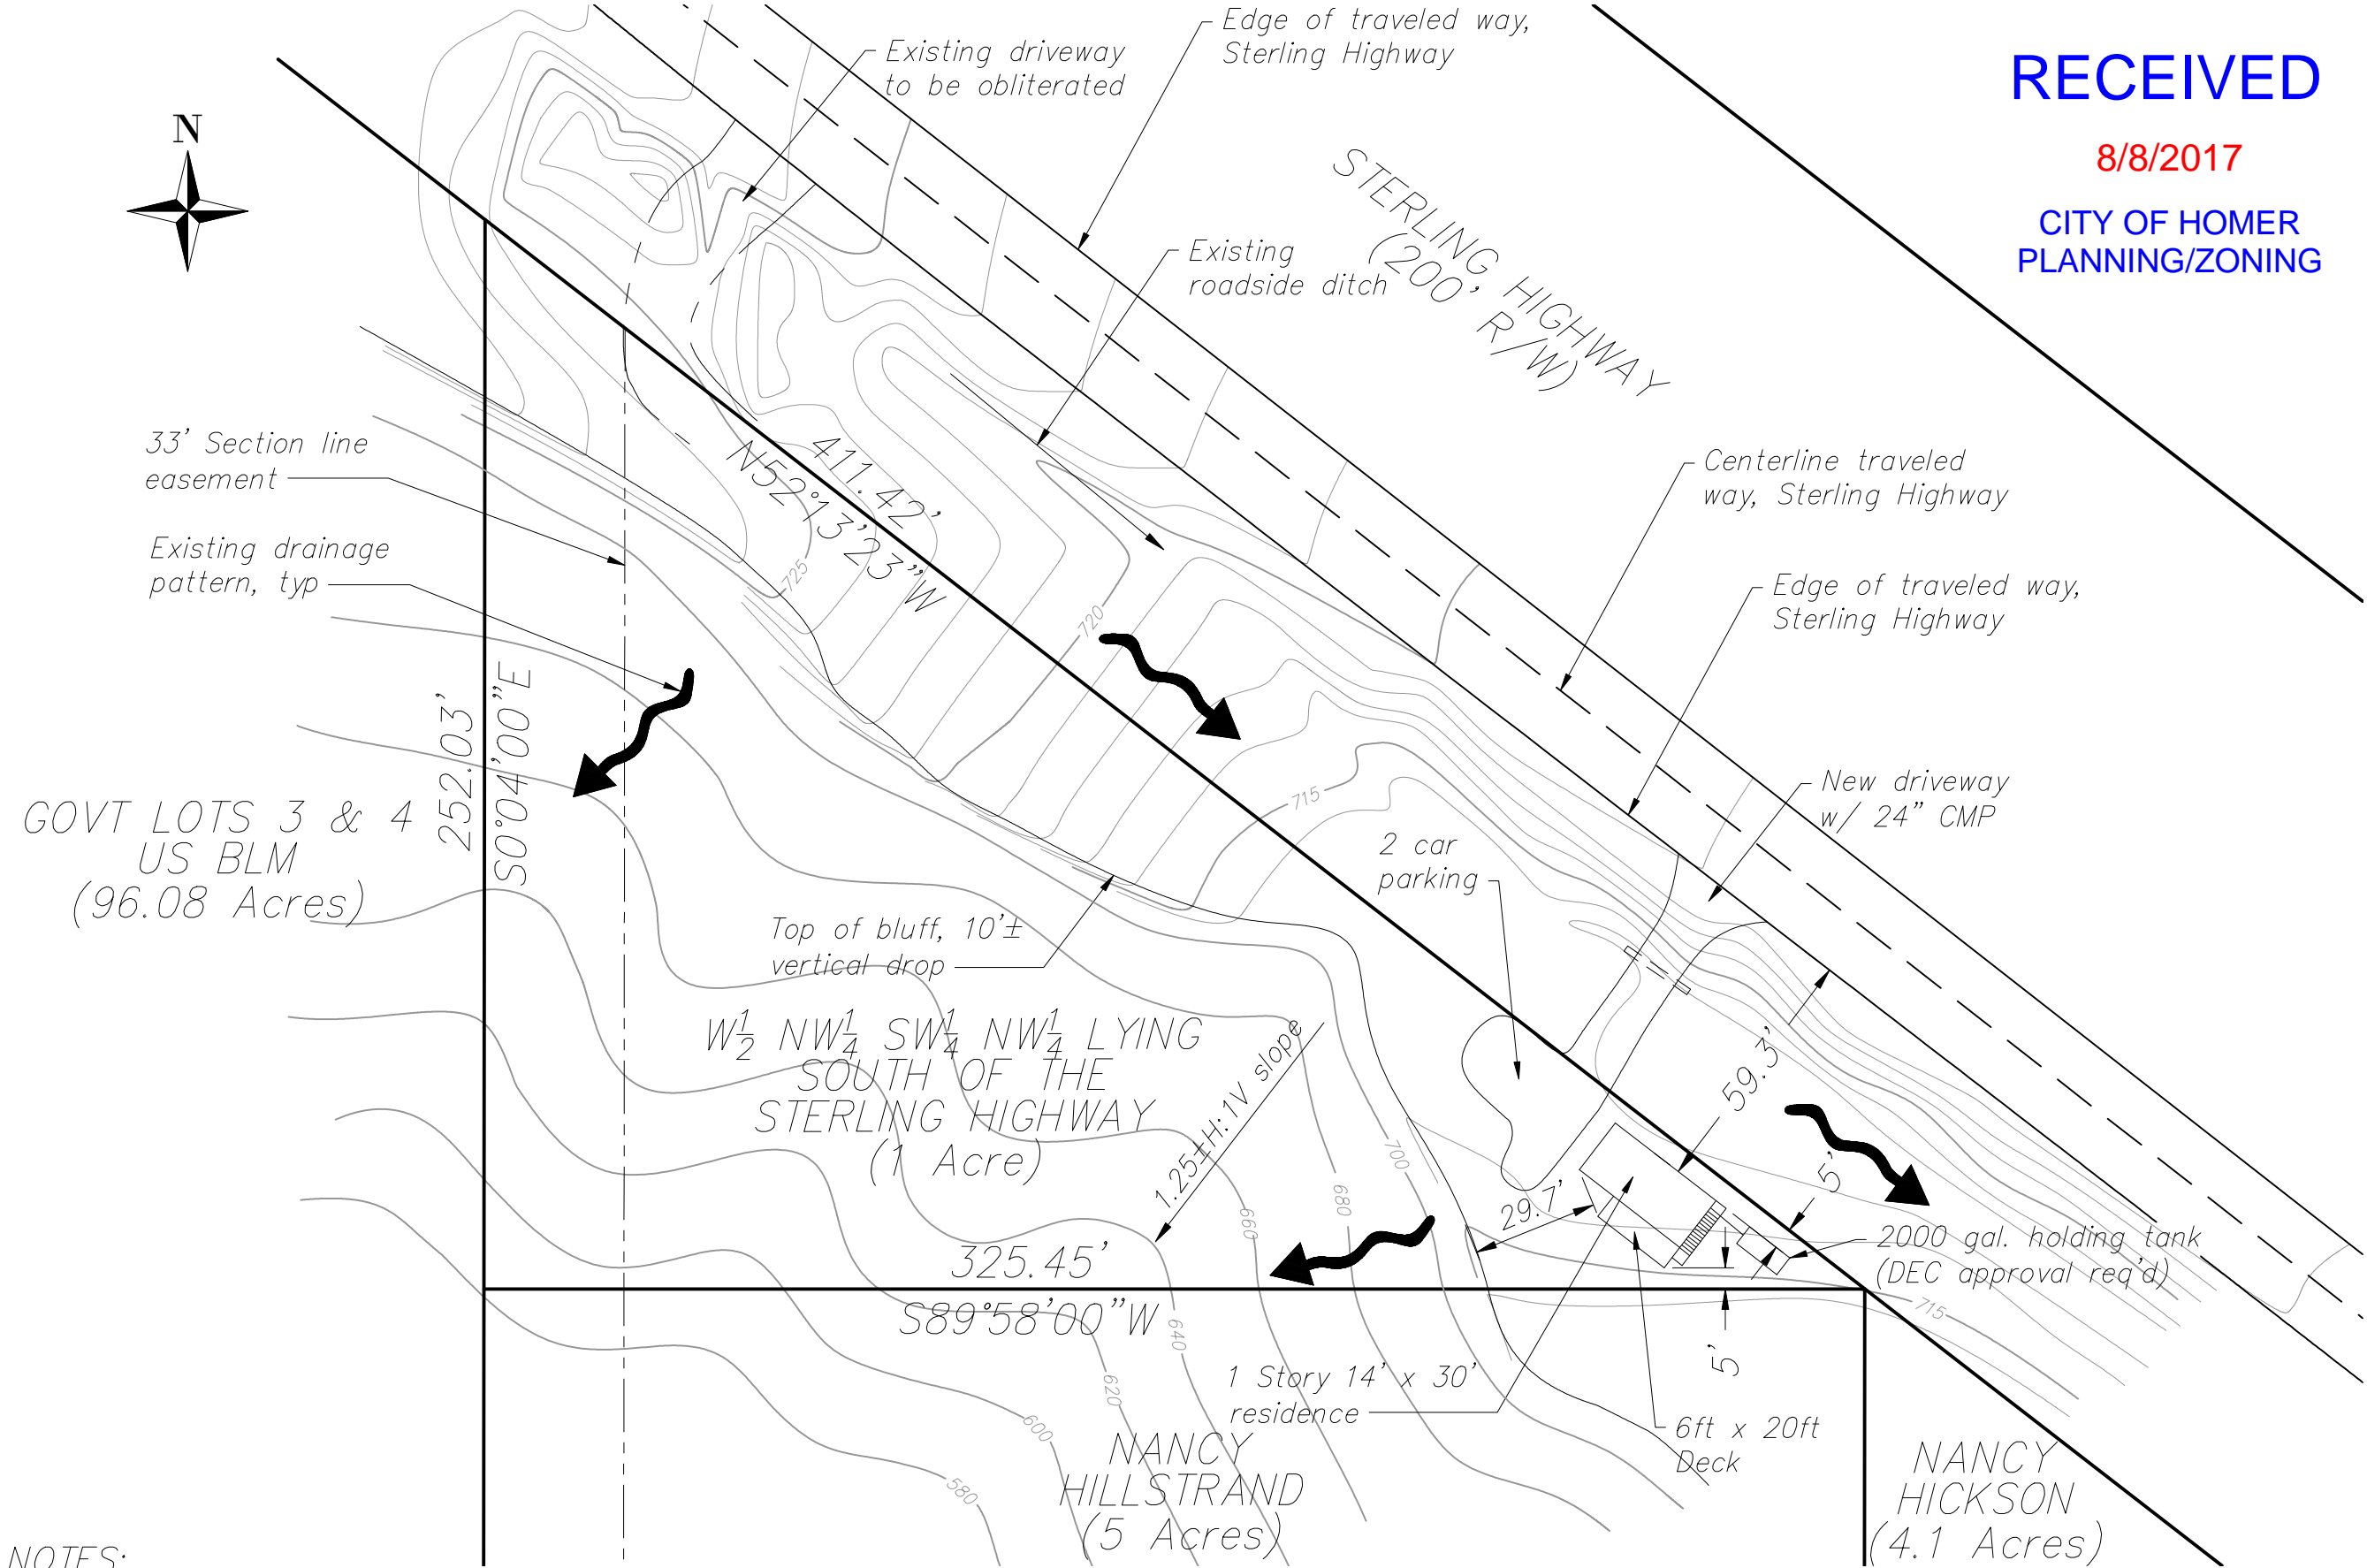 RECEIVED
8/8/2017
CITY OF HOMER
PLANNING/ZONING
N
Existing driveway
to be obliterated
Edge of traveled way,
Sterling Highway
Existing
roadside ditch
STERLING HIGHWAY
(200' R/W)
33' Section line
easement
Existing drainage
pattern, typ
411.42'
N52°13'23"W
725
720
715
Centerline traveled
way, Sterling Highway
Edge of traveled way,
Sterling Highway
New driveway
w/ 24" CMP
2 car
parking
252.03'
S0°04'00"E
GOVT LOTS 3 & 4
US BLM
(96.08 Acres)
Top of bluff, 10'±
vertical drop
W1/2 NW1/4 SW1/4 NW1/4 LYING
SOUTH OF THE
STERLING HIGHWAY
(1 Acre)
1.25±H:1V slope
59.3'
5'
29.7'
2000 gal. holding tank
(DEC approval req'd)
700
680
660
640
620
600
580
715
325.45'
S89°58'00"W
5'
1 Story 14' x 30'
residence
6ft x 20ft
Deck
NANCY
HILLSTRAND
(5 Acres)
NANCY
HICKSON
(4.1 Acres)
NOTES: